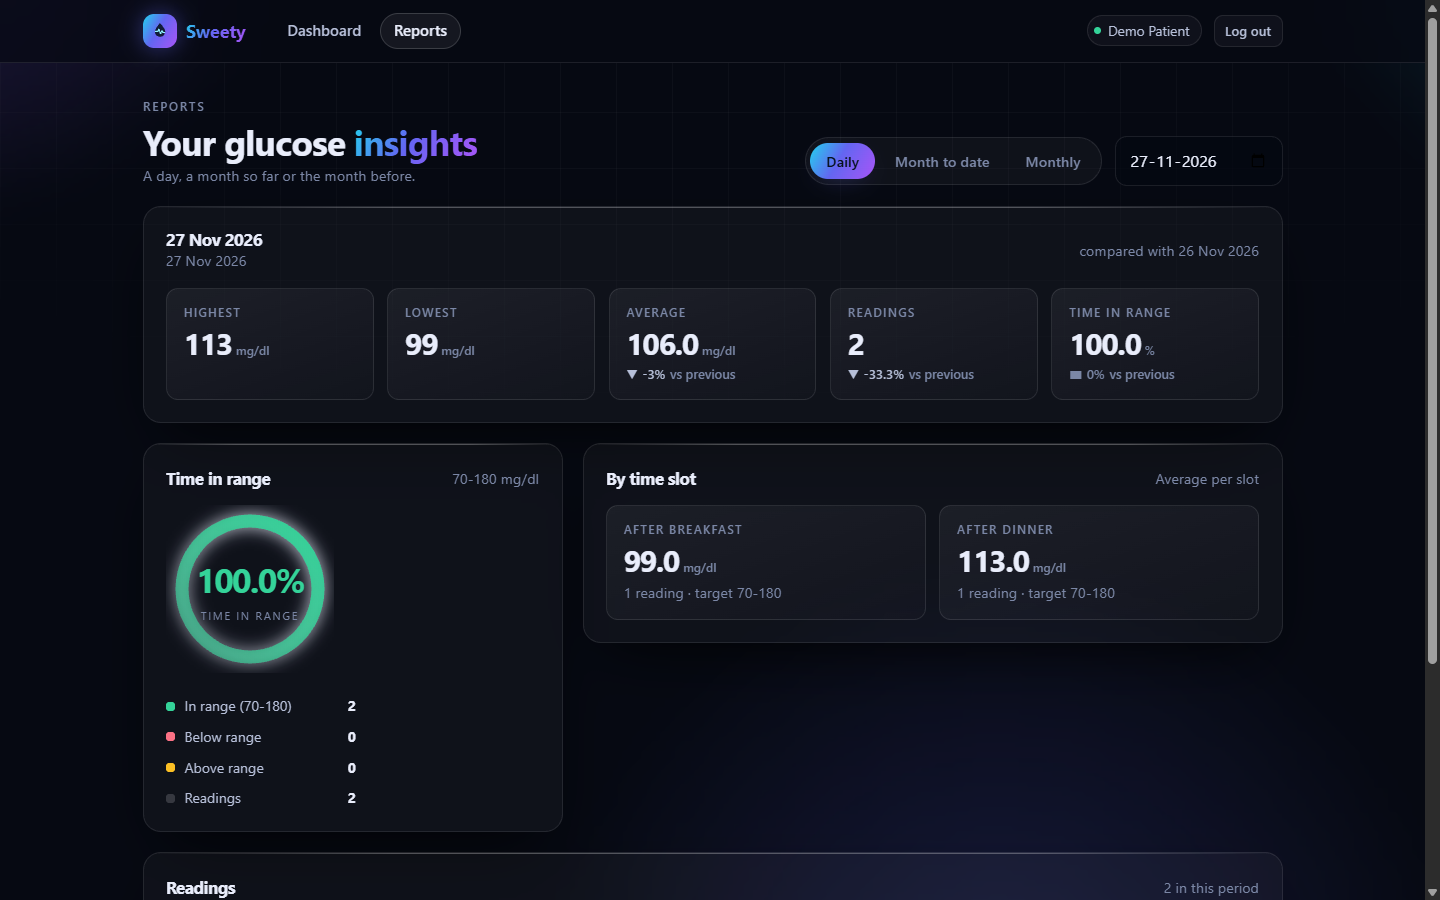 Sweety
Dashboard
Reports
Demo Patient
Log out
REPORTS
Your glucose insights
A day, a month so far or the month before.
Daily
Month to date
Monthly
27-11-2026
27 Nov 2026
27 Nov 2026
compared with 26 Nov 2026
HIGHEST
113 mg/dl
LOWEST
99 mg/dl
AVERAGE
106.0 mg/dl
▼ -3% vs previous
READINGS
2
▼ -33.3% vs previous
TIME IN RANGE
100.0 %
0% vs previous
Time in range
70-180 mg/dl
100.0%
TIME IN RANGE
In range (70-180) 2
Below range 0
Above range 0
Readings 2
By time slot
Average per slot
AFTER BREAKFAST
99.0 mg/dl
1 reading · target 70-180
AFTER DINNER
113.0 mg/dl
1 reading · target 70-180
Readings
2 in this period